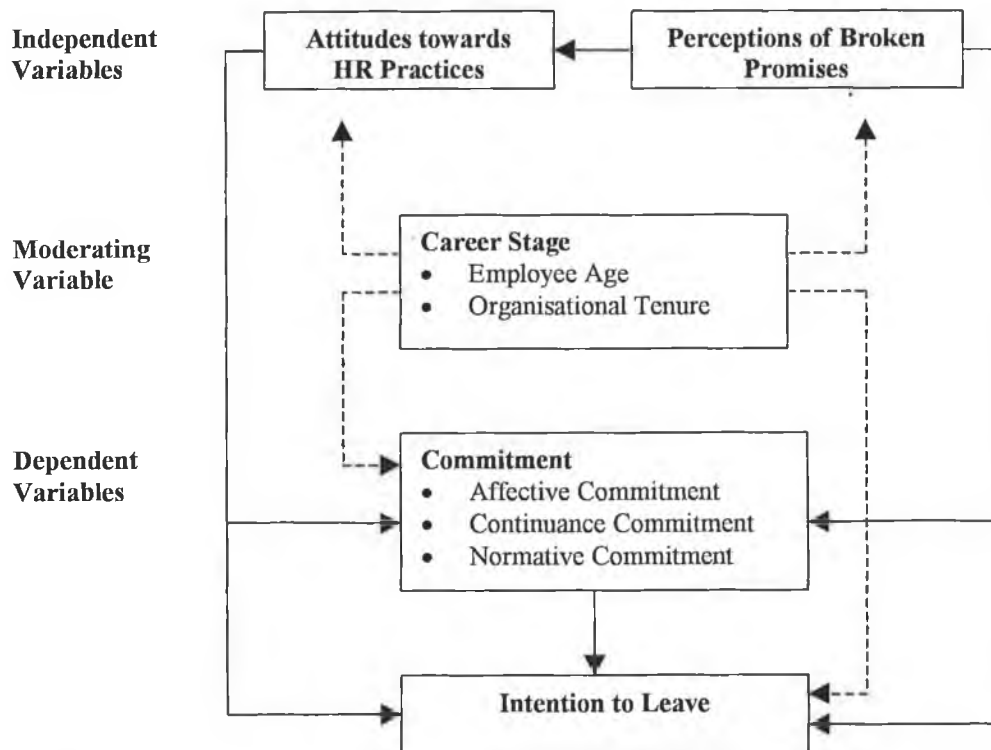 Independent
Variables
Attitudes towards
HR Practices
Perceptions of Broken
Promises
Moderating
Variable
Career Stage
• Employee Age
• Organisational Tenure
Dependent
Variables
Commitment
• Affective Commitment
• Continuance Commitment
• Normative Commitment
Intention to Leave